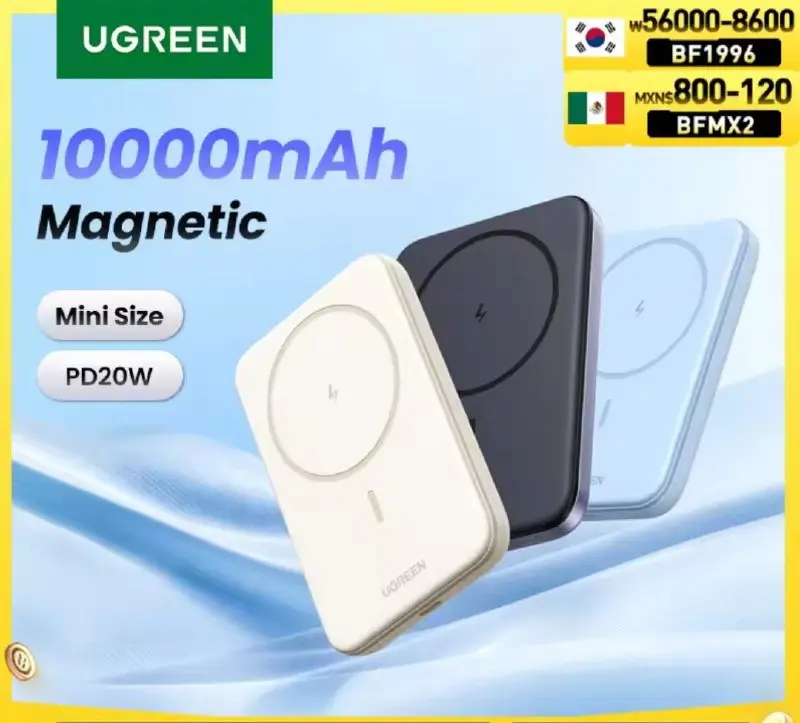 UGREEN
₩56000-8600
BF1996
MXN$800-120
BFMX2
10000mAh
Magnetic
Mini Size
PD20W
UGREEN